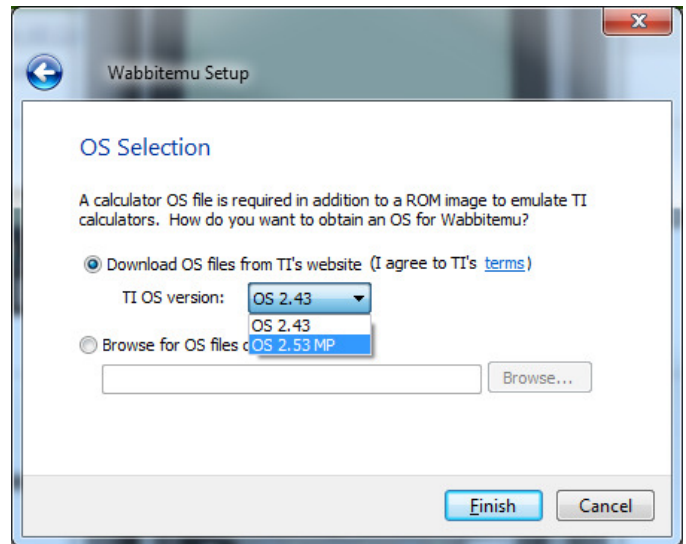 Wabbitemu Setup
OS Selection
A calculator OS file is required in addition to a ROM image to emulate TI
calculators. How do you want to obtain an OS for Wabbitemu?
Download OS files from TI's website (I agree to TI's terms)
TI OS version: OS 2.43
OS 2.43
Browse for OS files OS 2.53 MP
Browse...
Finish Cancel